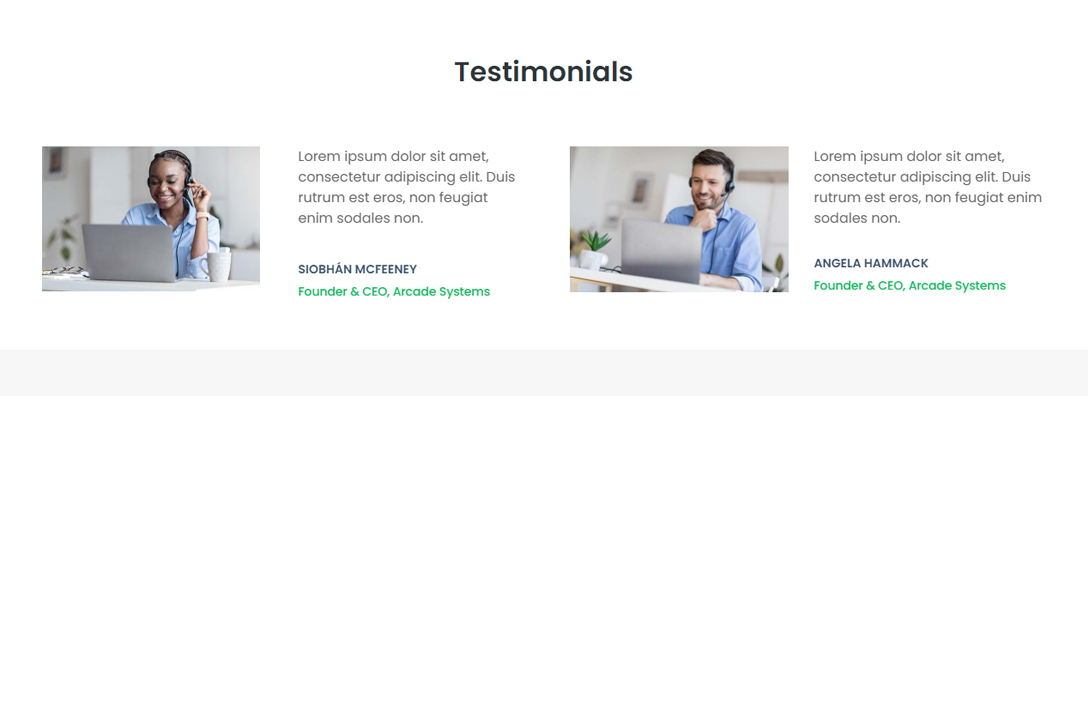 Testimonials
Lorem ipsum dolor sit amet,
consectetur adipiscing elit. Duis
rutrum est eros, non feugiat
enim sodales non.
SIOBHÁN MCFEENEY
Founder & CEO, Arcade Systems
Lorem ipsum dolor sit amet,
consectetur adipiscing elit. Duis
rutrum est eros, non feugiat enim
sodales non.
ANGELA HAMMACK
Founder & CEO, Arcade Systems